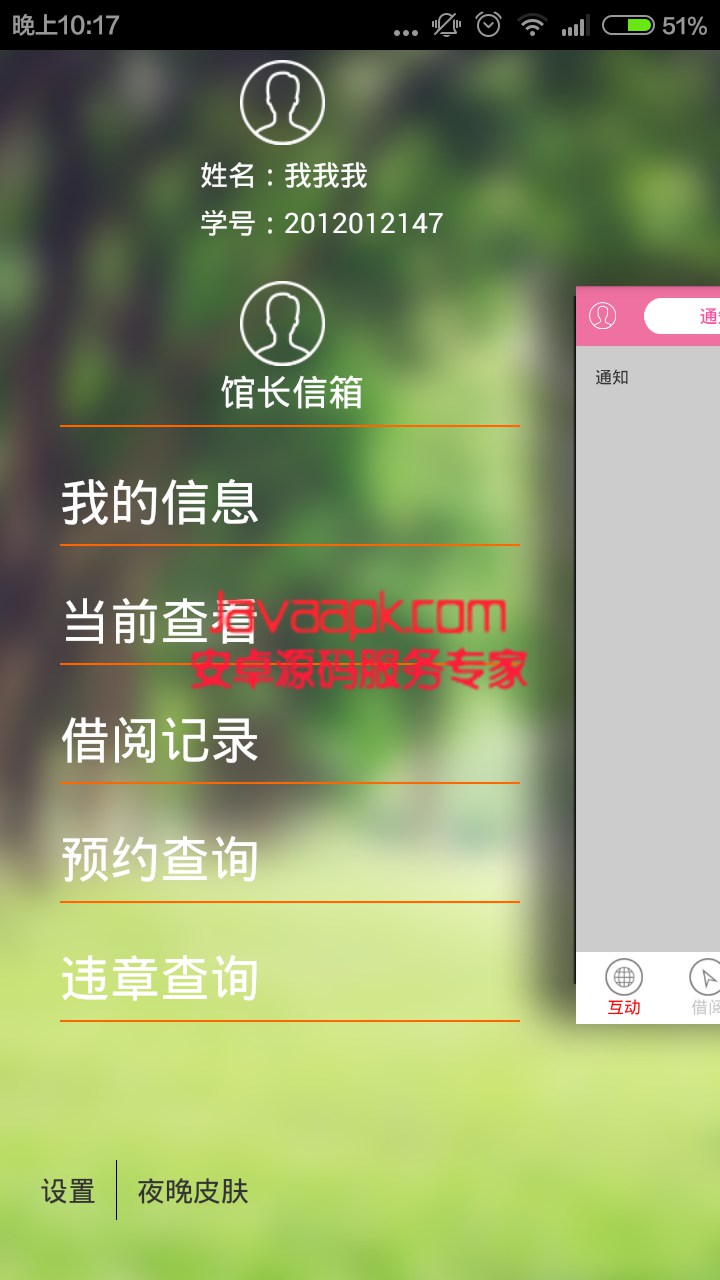 晚上10:17
51%
姓名：我我我
学号：2012012147
馆长信箱
通
通知
我的信息
当前查看
Javaapk.com
安卓源码服务专家
借阅记录
预约查询
违章查询
互动
借阅
设置
夜晚皮肤